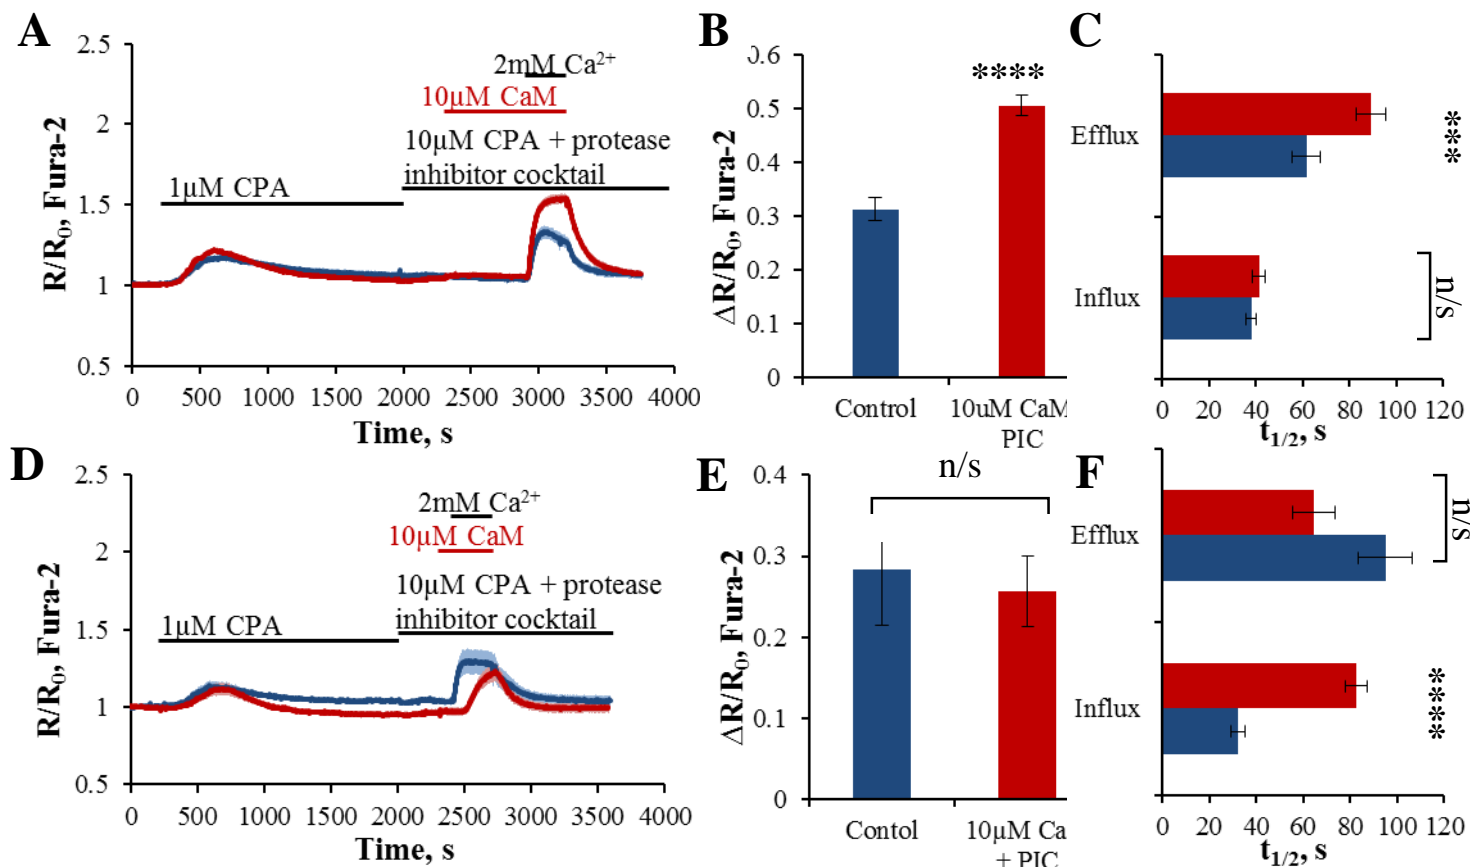 A
2.5
2
1.5
1
0.5
R/R₀, Fura-2
2mM Ca²⁺
10µM CaM
10µM CPA + protease
inhibitor cocktail
1µM CPA
0 500 1000 1500 2000 2500 3000 3500 4000
Time, s
B
0.6
0.5
0.4
0.3
0.2
0.1
0
ΔR/R₀, Fura-2
****
Control
10uM CaM
PIC
C
Efflux
Influx
***
n/s
0 20 40 60 80 100 120
t1/2, s
D
2.5
2
1.5
1
0.5
R/R₀, Fura-2
2mM Ca²⁺
10µM CaM
10µM CPA + protease
inhibitor cocktail
1µM CPA
0 500 1000 1500 2000 2500 3000 3500 4000
Time, s
E
0.4
0.3
0.2
0.1
0
ΔR/R₀, Fura-2
n/s
Contol
10µM Ca
+ PIC
F
Efflux
Influx
n/s
****
0 20 40 60 80 100 120
t1/2, s